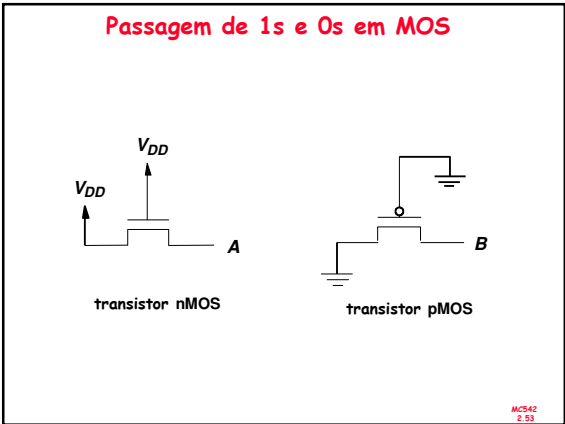 Passagem de 1s e 0s em MOS
VDD
VDD
A
B
transistor nMOS
transistor pMOS
MC542
2.53